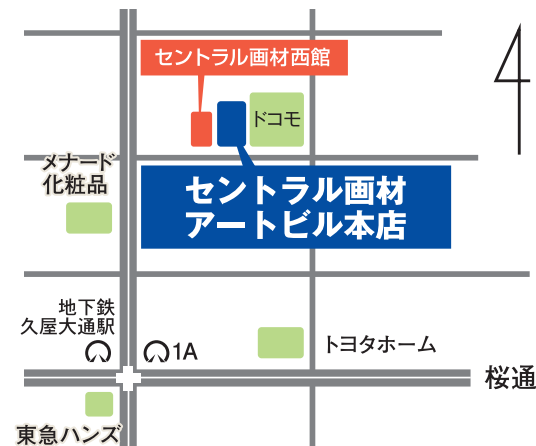 セントラル画材西館
ドコモ
メナード
化粧品
セントラル画材
アートビル本店
地下鉄
久屋大通駅
1A
トヨタホーム
桜通
東急ハンズ